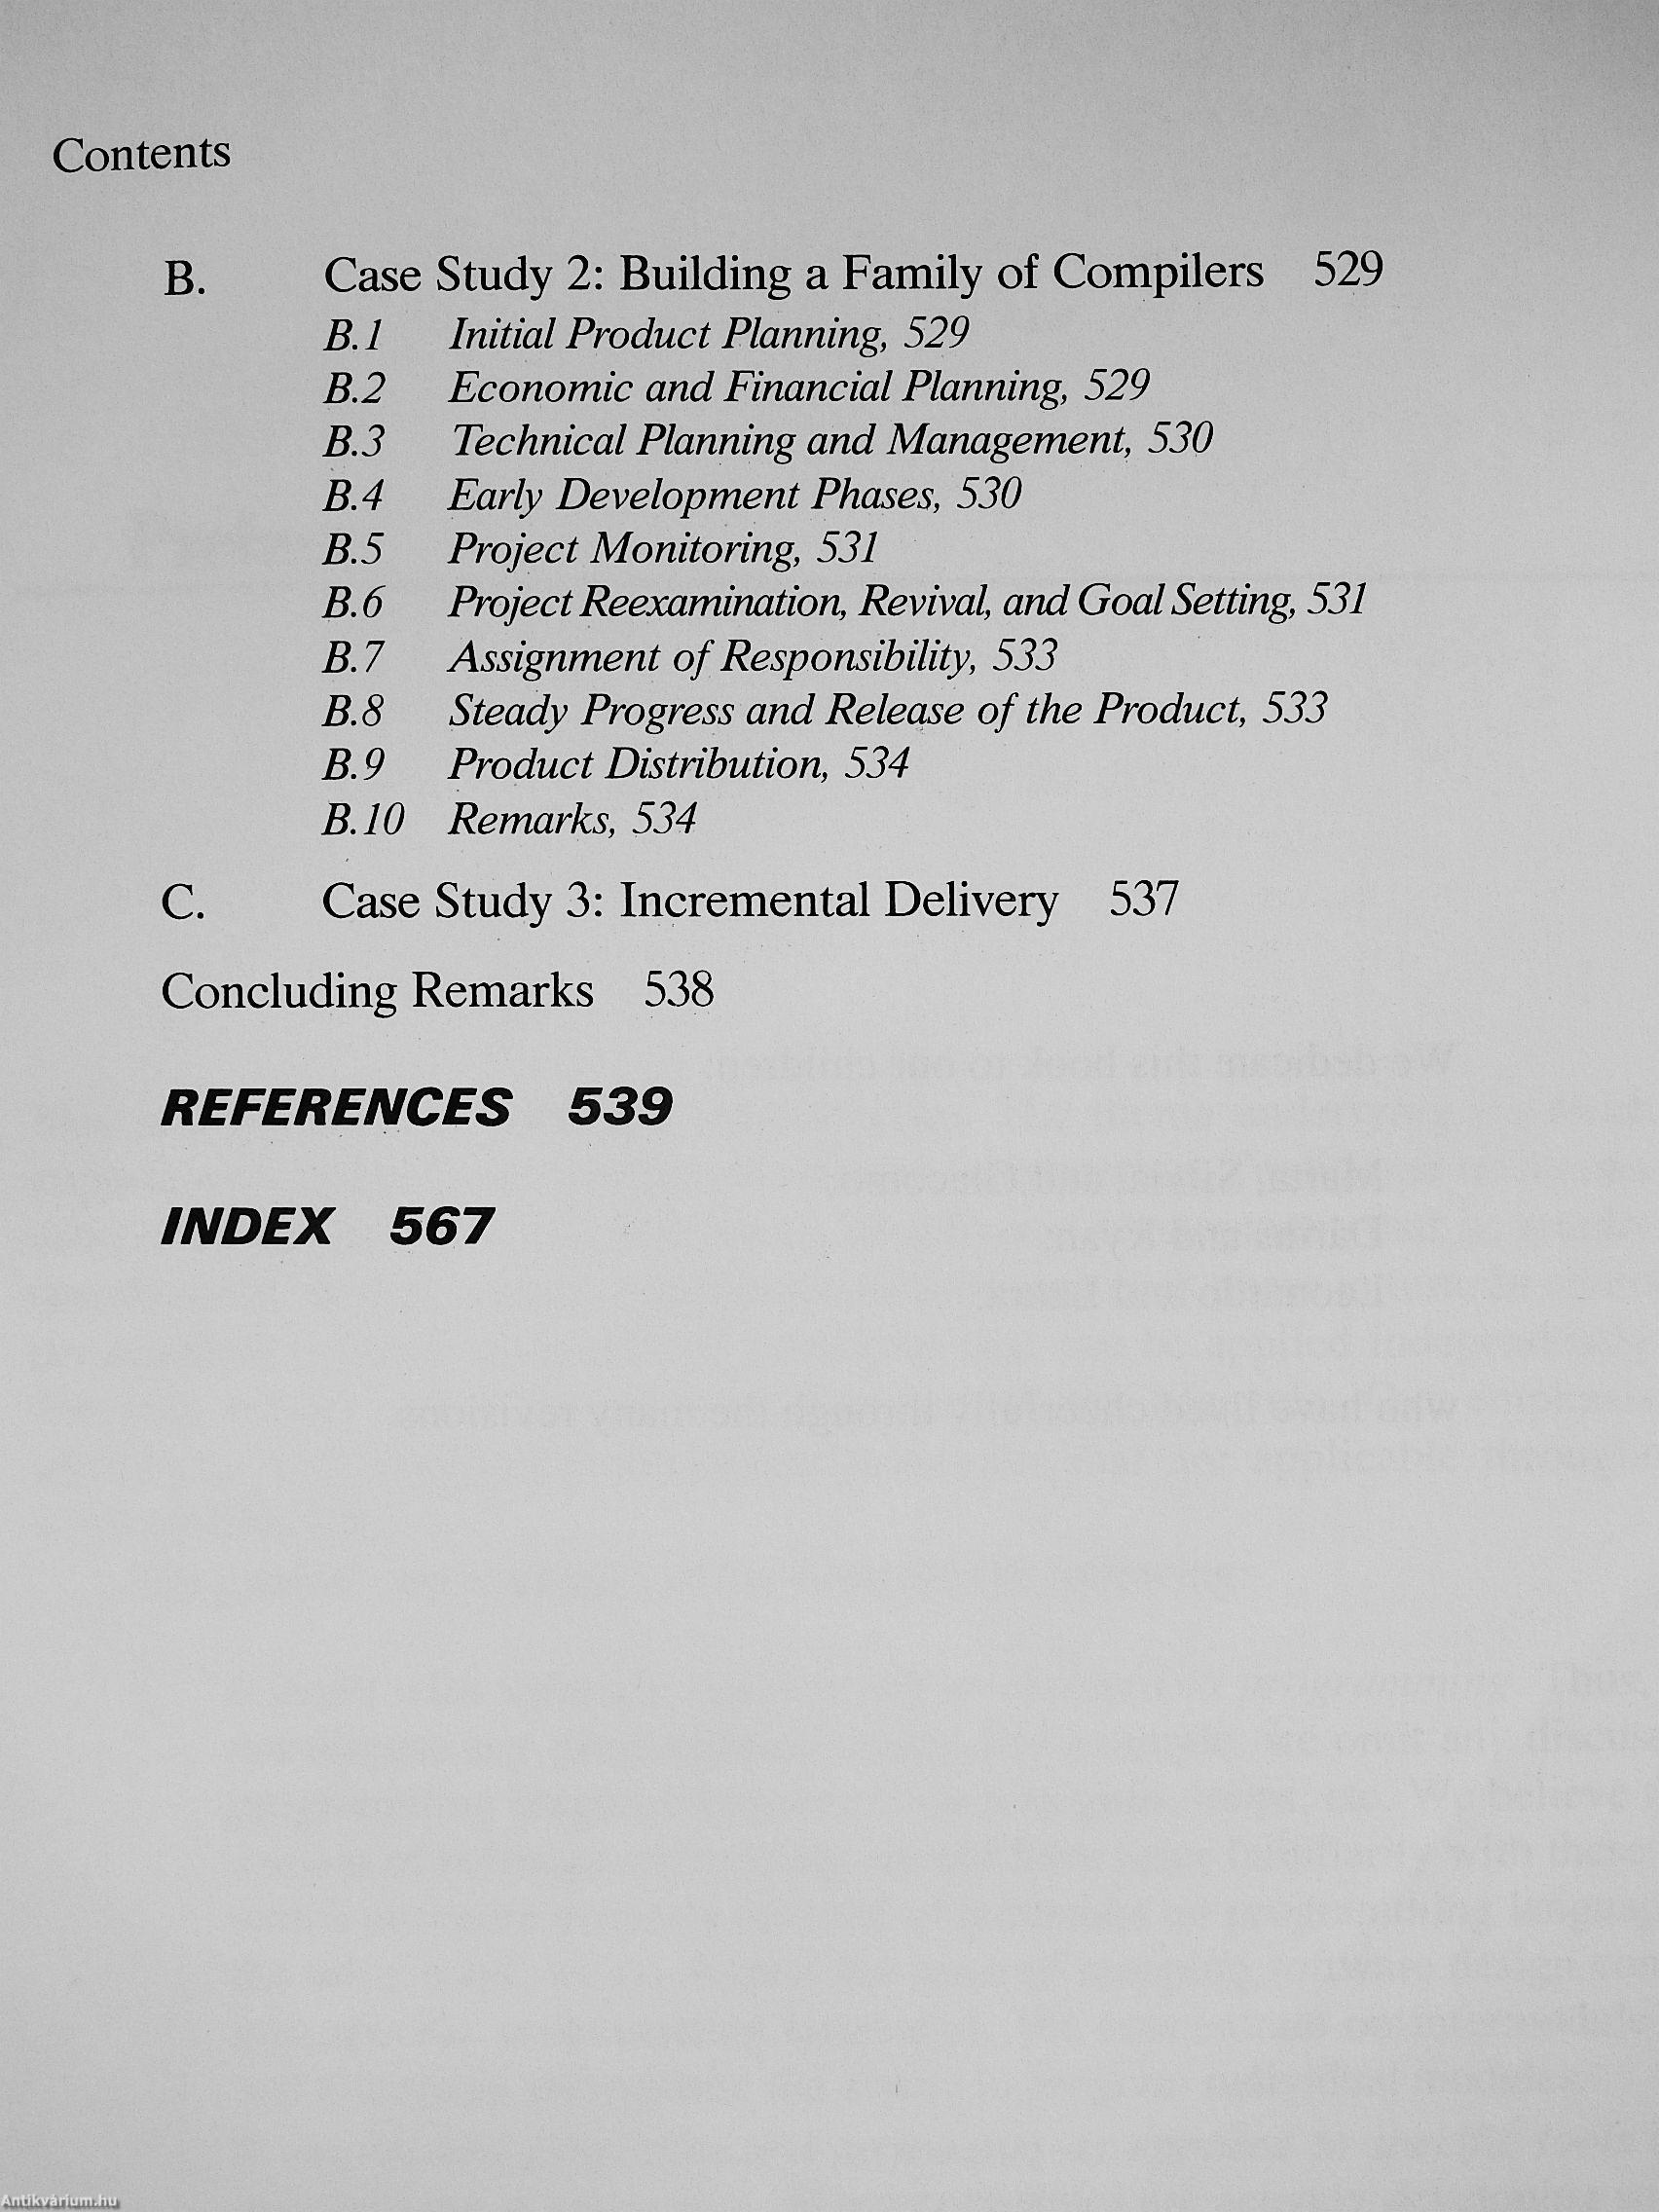 Contents
B. Case Study 2: Building a Family of Compilers 529
B.1 Initial Product Planning, 529
B.2 Economic and Financial Planning, 529
B.3 Technical Planning and Management, 530
B.4 Early Development Phases, 530
B.5 Project Monitoring, 531
B.6 Project Reexamination, Revival, and Goal Setting, 531
B.7 Assignment of Responsibility, 533
B.8 Steady Progress and Release of the Product, 533
B.9 Product Distribution, 534
B.10 Remarks, 534
C. Case Study 3: Incremental Delivery 537
Concluding Remarks 538
REFERENCES 539
INDEX 567
Antikvárium.hu